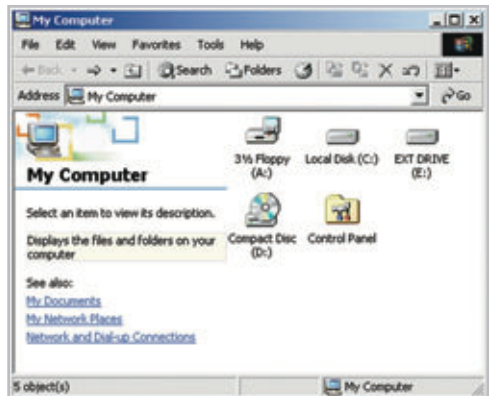 My Computer
File Edit View Favorites Tools Help
Back Search Folders
Address My Computer Go
My Computer
Select an item to view its description.
Displays the files and folders on your
computer
See also:
My Documents
My Network Places
Network and Dial-up Connections
3½ Floppy
(A:)
Local Disk (C:)
EXT DRIVE
(E:)
Compact Disc
(D:)
Control Panel
5 object(s) My Computer